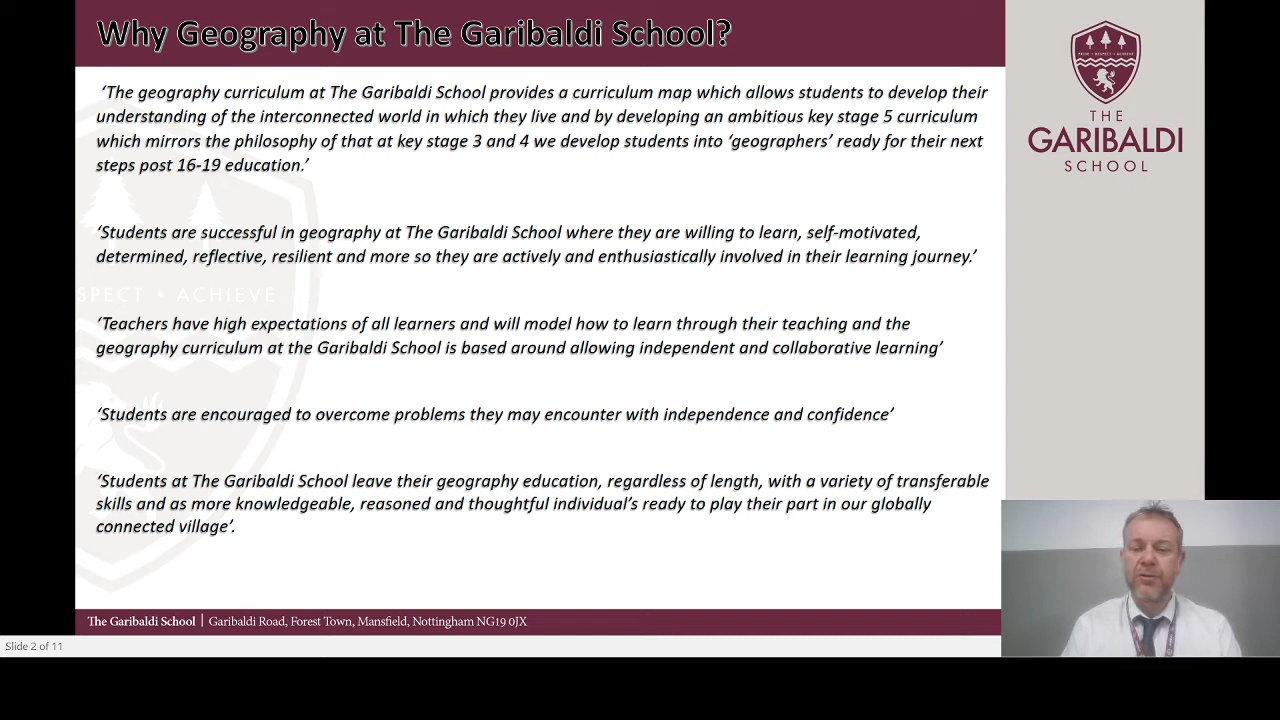 Why Geography at The Garibaldi School?
‘The geography curriculum at The Garibaldi School provides a curriculum map which allows students to develop their
understanding of the interconnected world in which they live and by developing an ambitious key stage 5 curriculum
which mirrors the philosophy of that at key stage 3 and 4 we develop students into ‘geographers’ ready for their next
steps post 16-19 education.’
‘Students are successful in geography at The Garibaldi School where they are willing to learn, self-motivated,
determined, reflective, resilient and more so they are actively and enthusiastically involved in their learning journey.’
SPECT • ACHIEVE
‘Teachers have high expectations of all learners and will model how to learn through their teaching and the
geography curriculum at the Garibaldi School is based around allowing independent and collaborative learning’
‘Students are encouraged to overcome problems they may encounter with independence and confidence’
‘Students at The Garibaldi School leave their geography education, regardless of length, with a variety of transferable
skills and as more knowledgeable, reasoned and thoughtful individual’s ready to play their part in our globally
connected village’.
The Garibaldi School | Garibaldi Road, Forest Town, Mansfield, Nottingham NG19 0JX
Slide 2 of 11
PRIDE • RESPECT • ACHIEVE
THE
GARIBALDI
SCHOOL